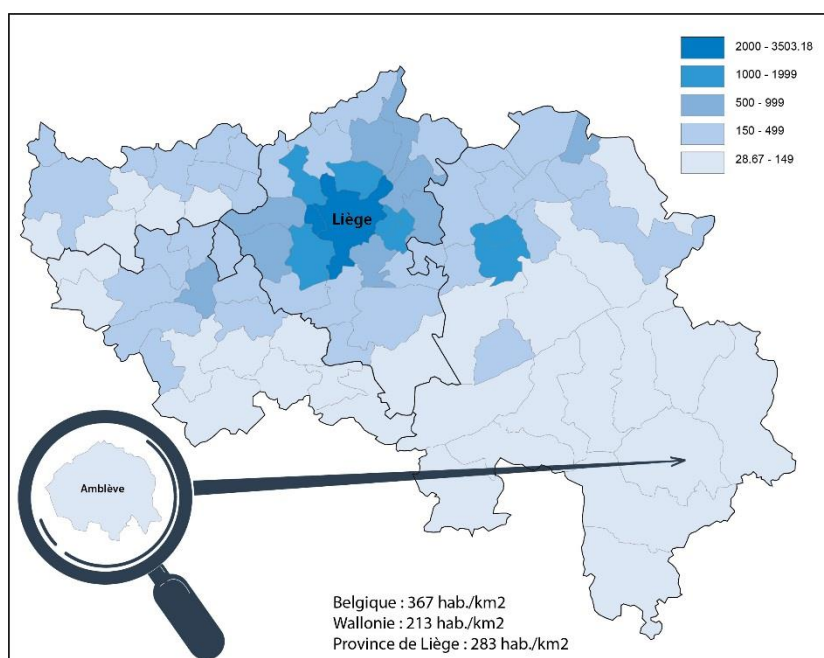 2000 - 3503.18
1000 - 1999
500 - 999
150 - 499
28.67 - 149
Liège
Amblève
Belgique : 367 hab./km2
Wallonie : 213 hab./km2
Province de Liège : 283 hab./km2